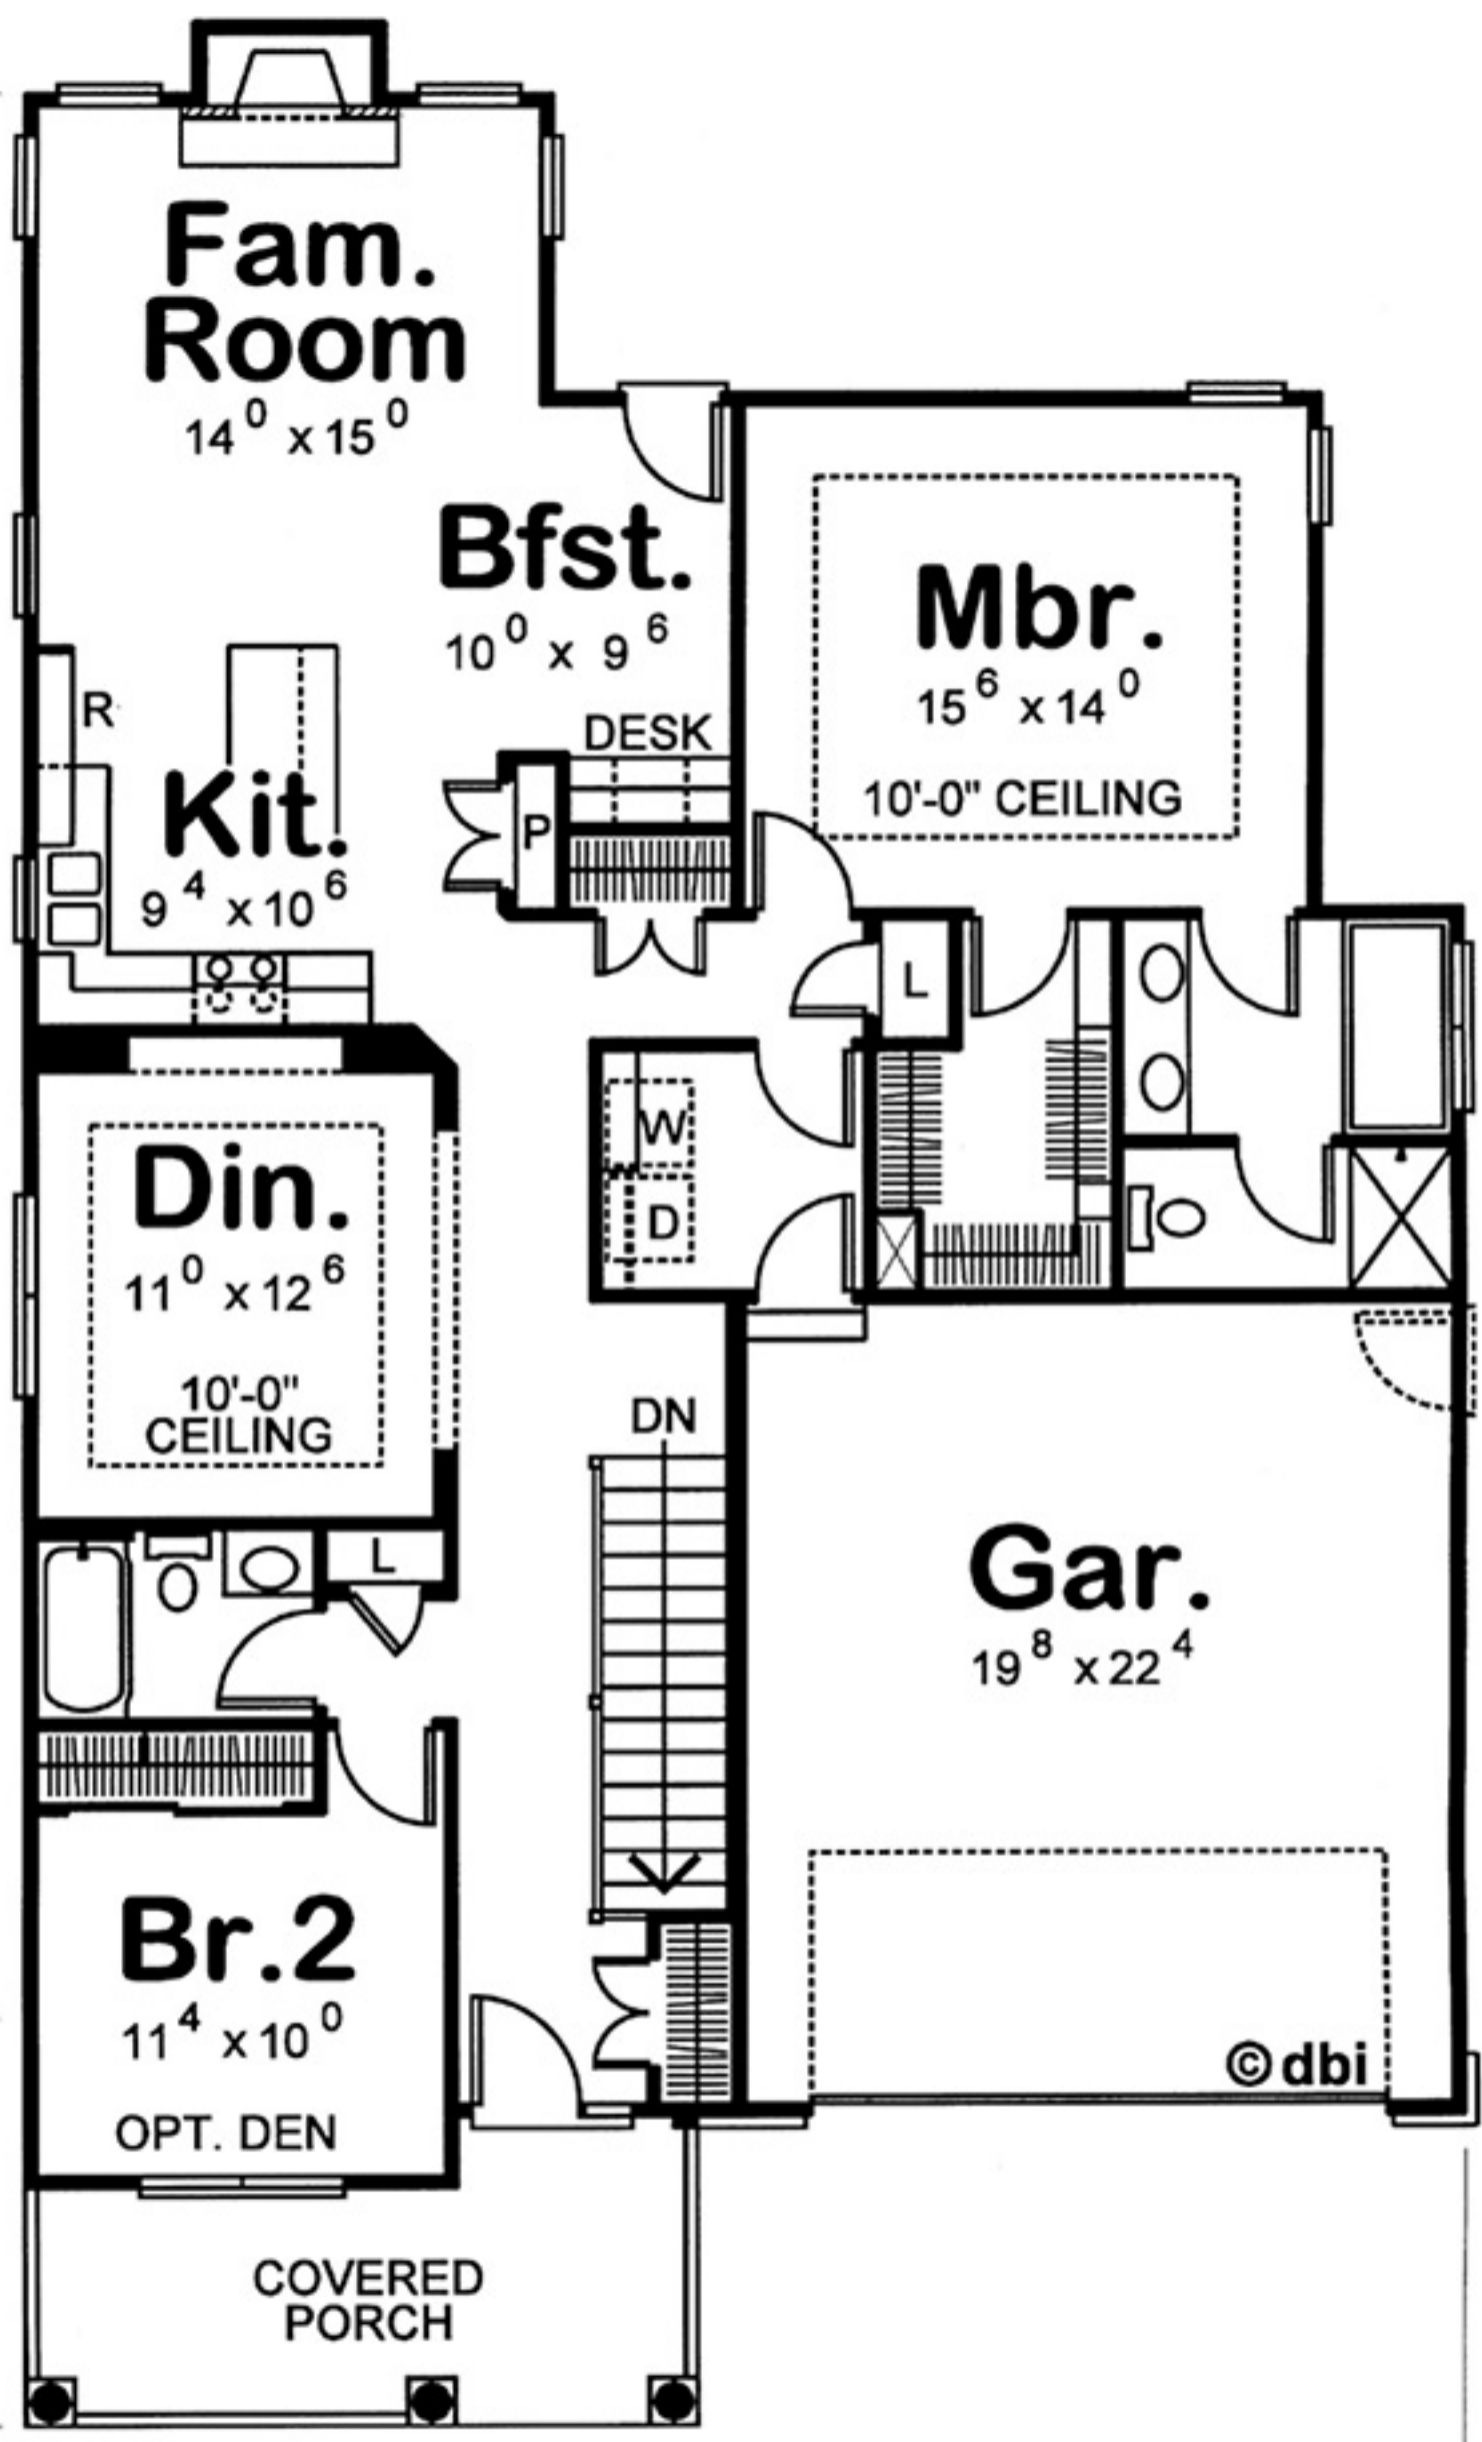 Fam.
Room
14⁰ x 15⁰
Bfst.
10⁰ x 9⁶
Mbr.
15⁶ x 14⁰
10'-0" CEILING
R
DESK
Kit.
9⁴ x 10⁶
P
L
W
D
Din.
11⁰ x 12⁶
10'-0"
CEILING
DN
L
Gar.
19⁸ x 22⁴
Br.2
11⁴ x 10⁰
OPT. DEN
© dbi
COVERED
PORCH